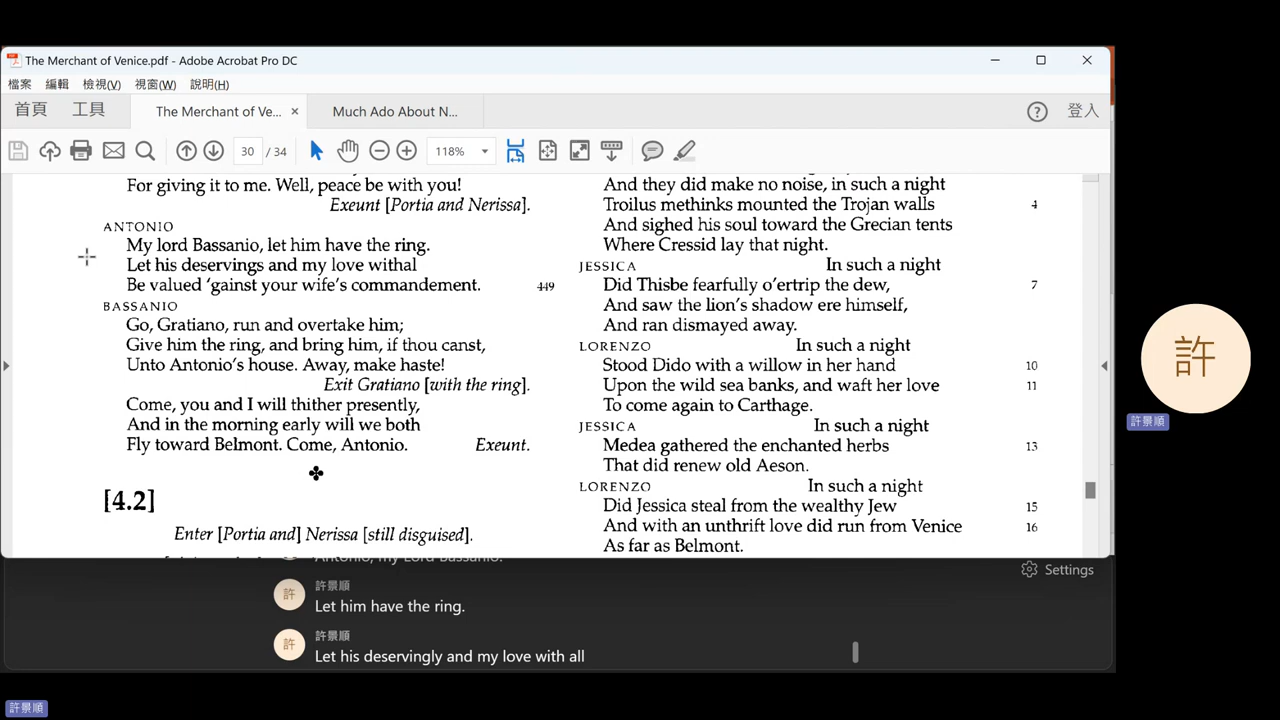 The Merchant of Venice.pdf - Adobe Acrobat Pro DC
檔案 編輯 檢視(V) 視窗(W) 說明(H)
首頁 工具 The Merchant of Ve... × Much Ado About N... ? 登入
30 / 34 118%
For giving it to me. Well, peace be with you!
Exeunt [Portia and Nerissa].
ANTONIO
My lord Bassanio, let him have the ring.
Let his deservings and my love withal
Be valued 'gainst your wife's commandement. 449
BASSANIO
Go, Gratiano, run and overtake him;
Give him the ring, and bring him, if thou canst,
Unto Antonio's house. Away, make haste!
Exit Gratiano [with the ring].
Come, you and I will thither presently,
And in the morning early will we both
Fly toward Belmont. Come, Antonio. Exeunt.
[4.2]
Enter [Portia and] Nerissa [still disguised].
And they did make no noise, in such a night
Troilus methinks mounted the Trojan walls 4
And sighed his soul toward the Grecian tents
Where Cressid lay that night.
JESSICA In such a night
Did Thisbe fearfully o'ertrip the dew, 7
And saw the lion's shadow ere himself,
And ran dismayed away.
LORENZO In such a night
Stood Dido with a willow in her hand 10
Upon the wild sea banks, and waft her love 11
To come again to Carthage.
JESSICA In such a night
Medea gathered the enchanted herbs 13
That did renew old Aeson.
LORENZO In such a night
Did Jessica steal from the wealthy Jew 15
And with an unthrift love did run from Venice 16
As far as Belmont.
Antonio, my Lord Bassanio.
Settings
許 許景順
Let him have the ring.
許 許景順
Let his deservingly and my love with all
許
許景順
許景順